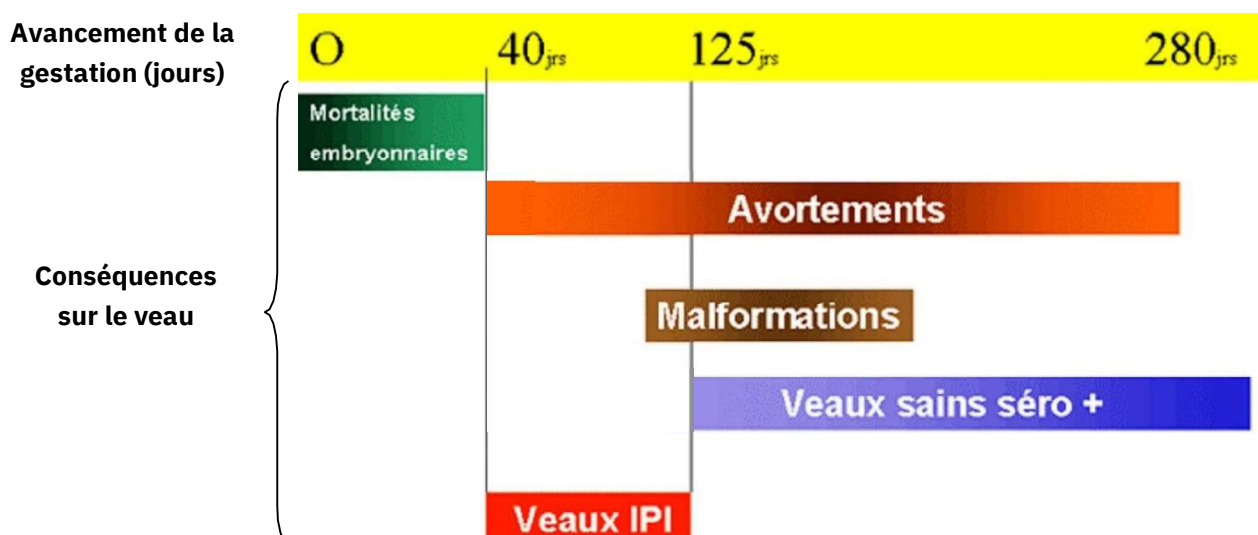 Avancement de la
gestation (jours)
O 40jrs 125jrs 280jrs
Mortalités
embryonnaires
Avortements
Conséquences
sur le veau
Malformations
Veaux sains séro +
Veaux IPI